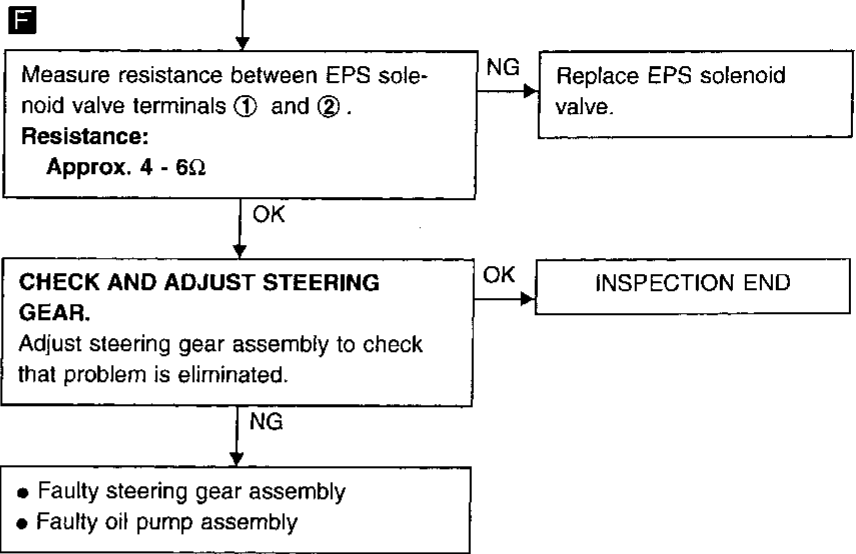 F
Measure resistance between EPS sole-
noid valve terminals ① and ② .
Resistance:
Approx. 4 - 6Ω
NG
Replace EPS solenoid
valve.
OK
CHECK AND ADJUST STEERING
GEAR.
Adjust steering gear assembly to check
that problem is eliminated.
OK
INSPECTION END
NG
● Faulty steering gear assembly
● Faulty oil pump assembly